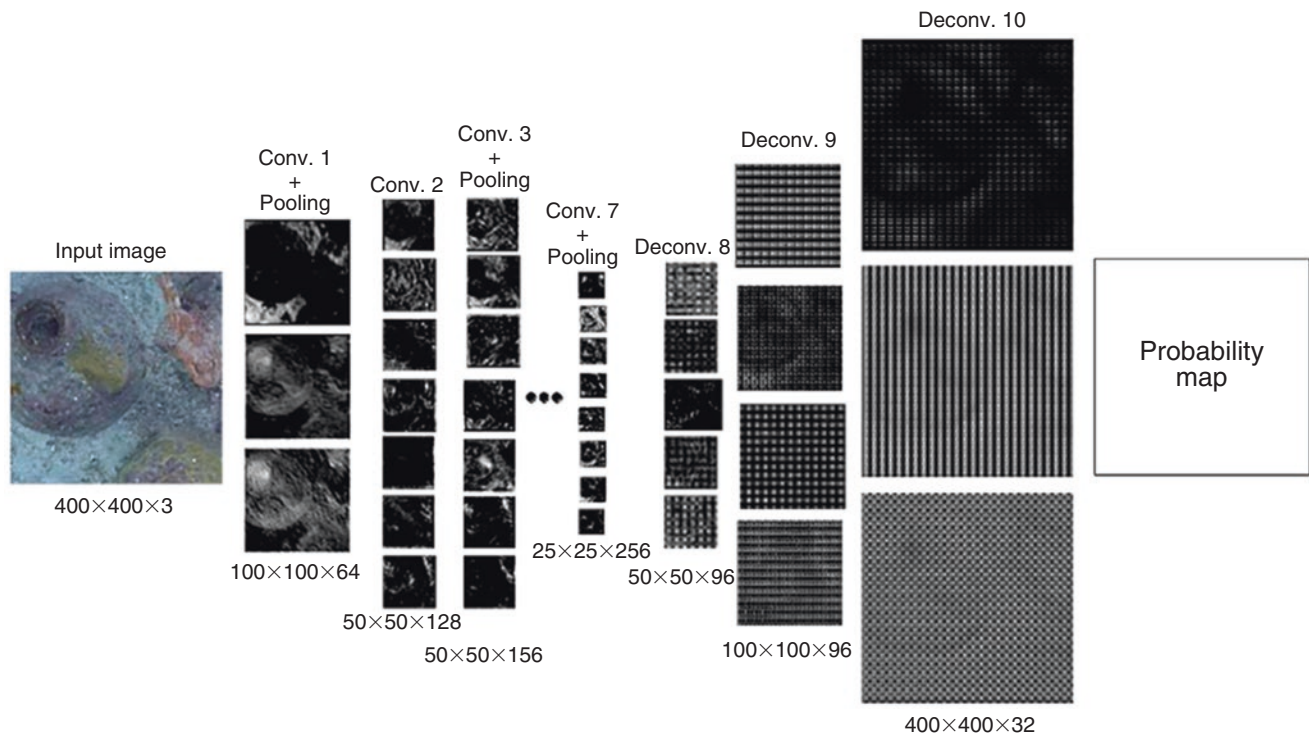 Input image
400×400×3
Conv. 1
+
Pooling
100×100×64
Conv. 2
50×50×128
Conv. 3
+
Pooling
50×50×156
Conv. 7
+
Pooling
25×25×256
Deconv. 8
50×50×96
Deconv. 9
100×100×96
Deconv. 10
400×400×32
Probability
map